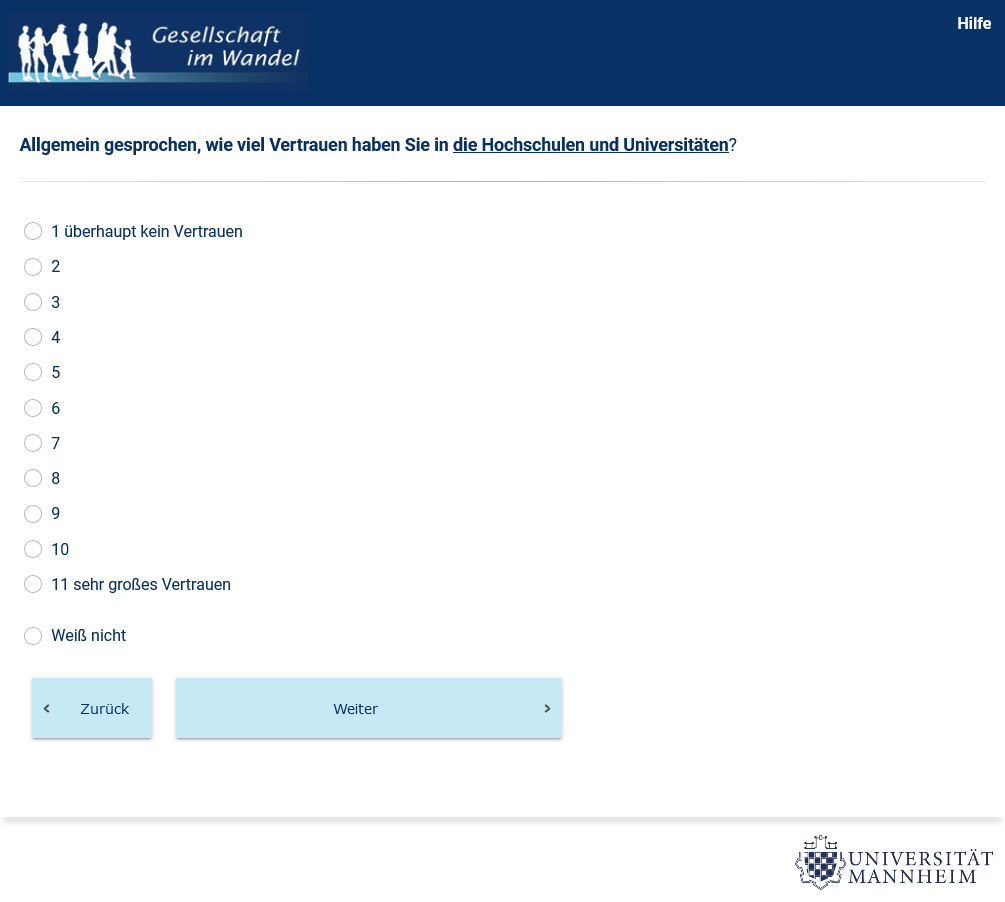 Gesellschaft
im Wandel
Hilfe
Allgemein gesprochen, wie viel Vertrauen haben Sie in die Hochschulen und Universitäten?
1 überhaupt kein Vertrauen
2
3
4
5
6
7
8
9
10
11 sehr großes Vertrauen
Weiß nicht
Zurück
Weiter
UNIVERSITÄT
MANNHEIM